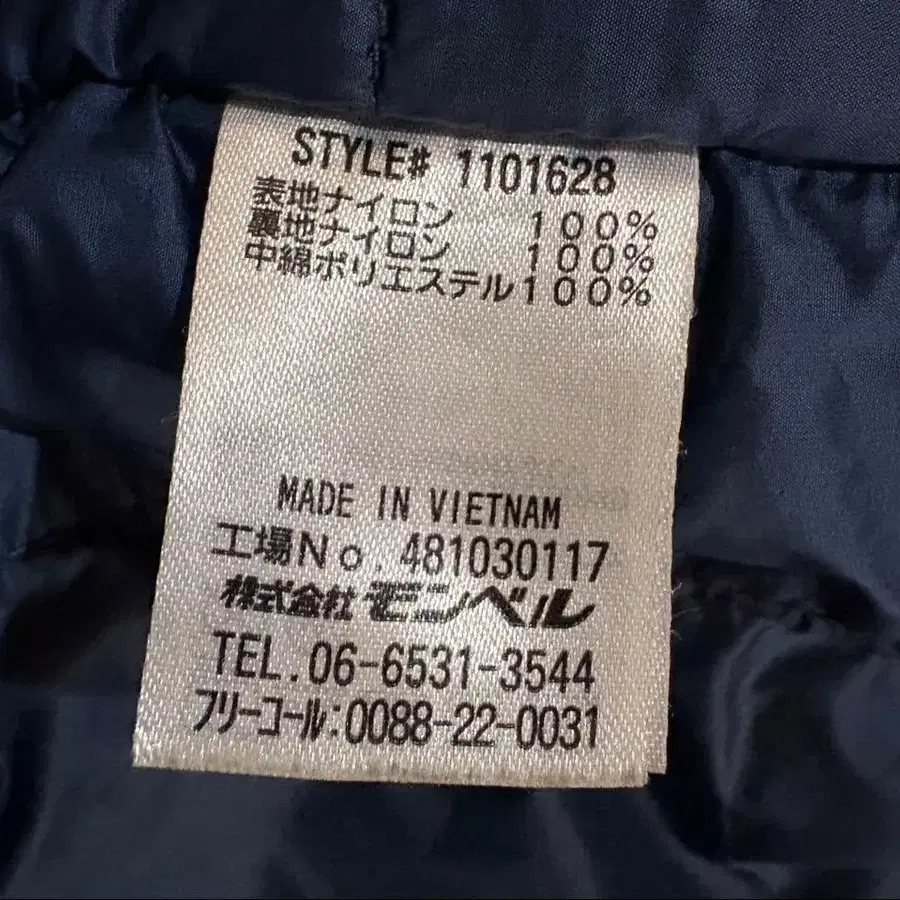 STYLE# 1101628
表地ナイロン 100%
裏地ナイロン 100%
中綿ポリエステル100%
MADE IN VIETNAM
工場No. 481030117
株式会社モンベル
TEL.06-6531-3544
フリーコール:0088-22-0031